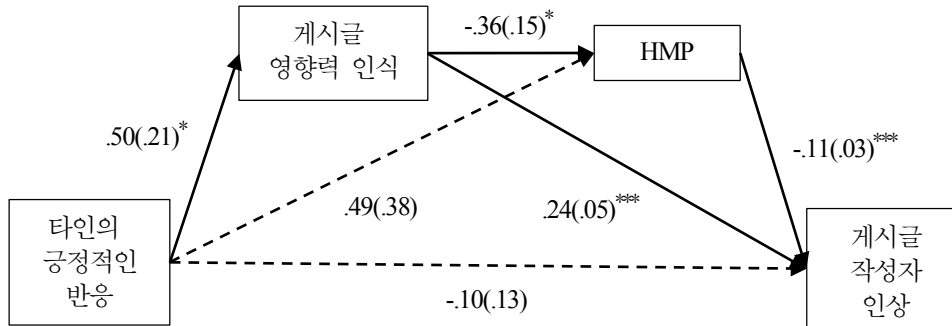 -.36(.15)*
게시글
영향력 인식
HMP
.50(.21)*
-.11(.03)***
.49(.38)
.24(.05)***
타인의
긍정적인
반응
게시글
작성자
인상
-.10(.13)